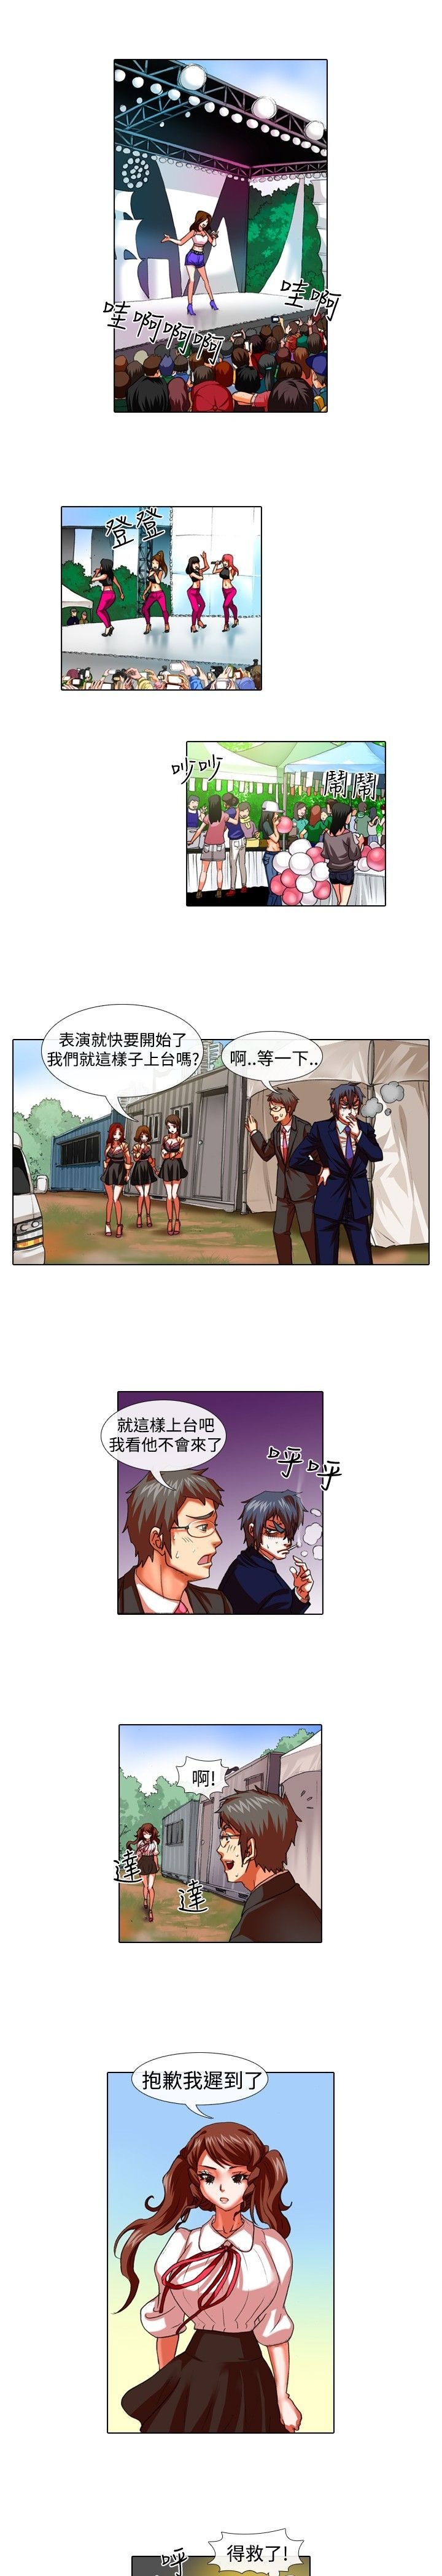 哇啊
哇啊啊啊
登登
吵吵
鬧鬧
表演就快要開始了
我們就這樣子上台嗎?
啊..等一下..
就這樣上台吧
我看他不會來了
呼呼
啊!
達
達
抱歉我遲到了
得救了!
呼